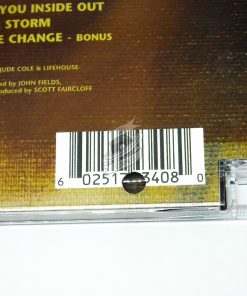 YOU INSIDE OUT
STORM
E CHANGE - BONUS
JUDE COLE & LIFEHOUSE
ed by JOHN FIELDS,
oduced by SCOTT FAIRCLOFF
6 02517 3408 0